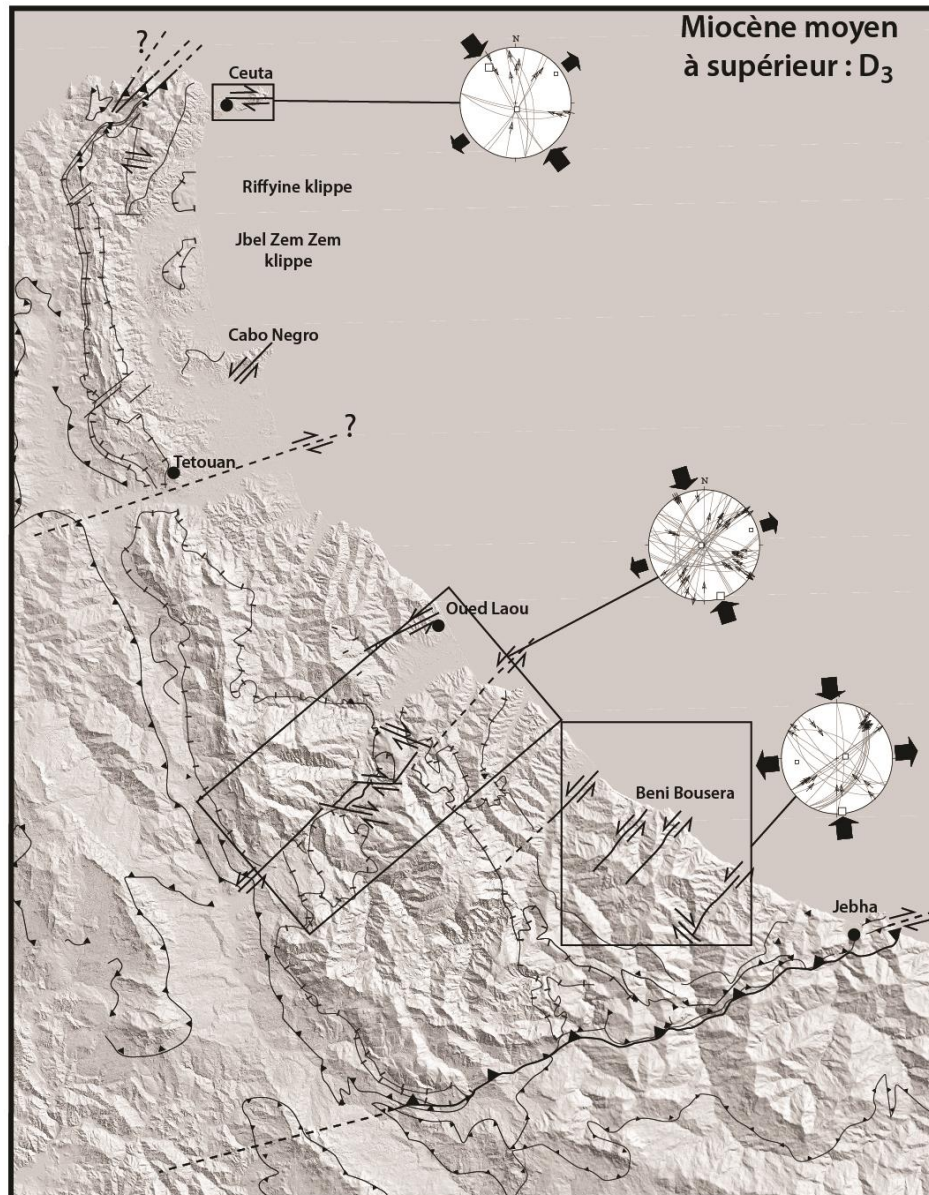 Miocène moyen
à supérieur : D3
?
Ceuta
N
Riffyine klippe
Jbel Zem Zem
klippe
Cabo Negro
?
Tetouan
N
Oued Laou
N
Beni Bousera
Jebha